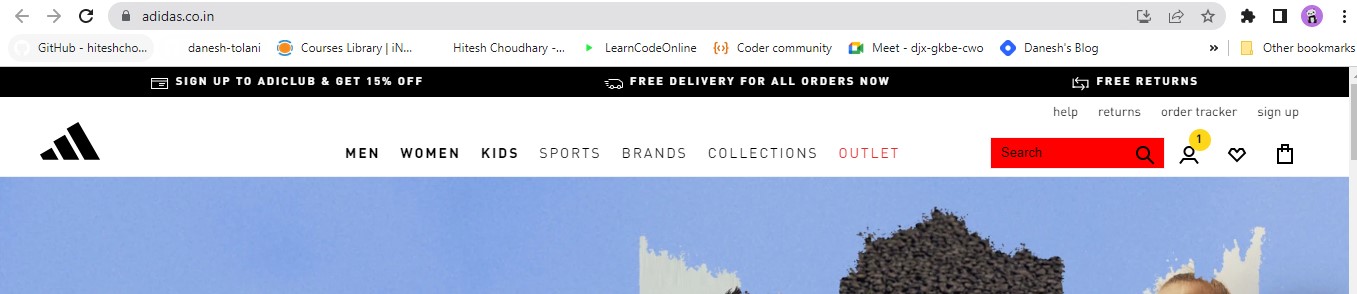 adidas.co.in
GitHub - hiteshcho... danesh-tolani Courses Library | iN... Hitesh Choudhary -... LearnCodeOnline Coder community Meet - djx-gkbe-cwo Danesh's Blog » Other bookmarks
SIGN UP TO ADICLUB & GET 15% OFF FREE DELIVERY FOR ALL ORDERS NOW FREE RETURNS
help returns order tracker sign up
MEN WOMEN KIDS SPORTS BRANDS COLLECTIONS OUTLET Search 1